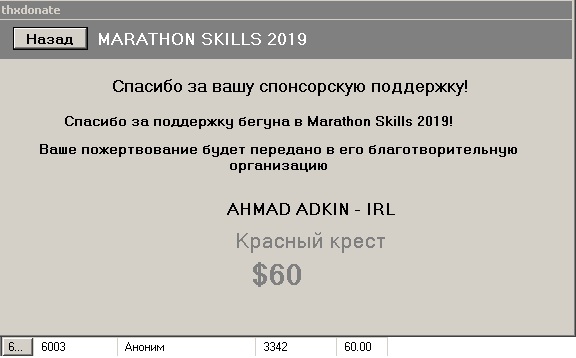 thxdonate
Назад MARATHON SKILLS 2019
Спасибо за вашу спонсорскую поддержку!
Спасибо за поддержку бегуна в Marathon Skills 2019!
Ваше пожертвование будет передано в его благотворительную
организацию
AHMAD ADKIN - IRL
Красный крест
$60
6... 6003 Аноним 3342 60.00